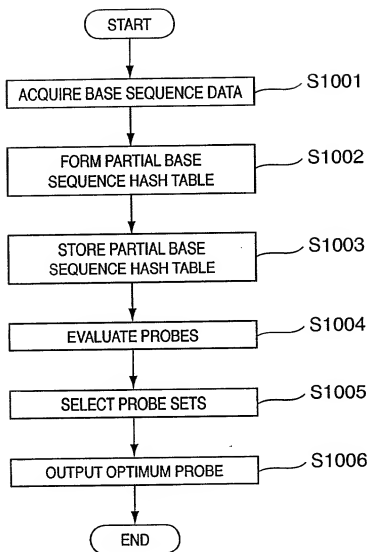 START
ACQUIRE BASE SEQUENCE DATA
S1001
FORM PARTIAL BASE
SEQUENCE HASH TABLE
S1002
STORE PARTIAL BASE
SEQUENCE HASH TABLE
S1003
EVALUATE PROBES
S1004
SELECT PROBE SETS
S1005
OUTPUT OPTIMUM PROBE
S1006
END